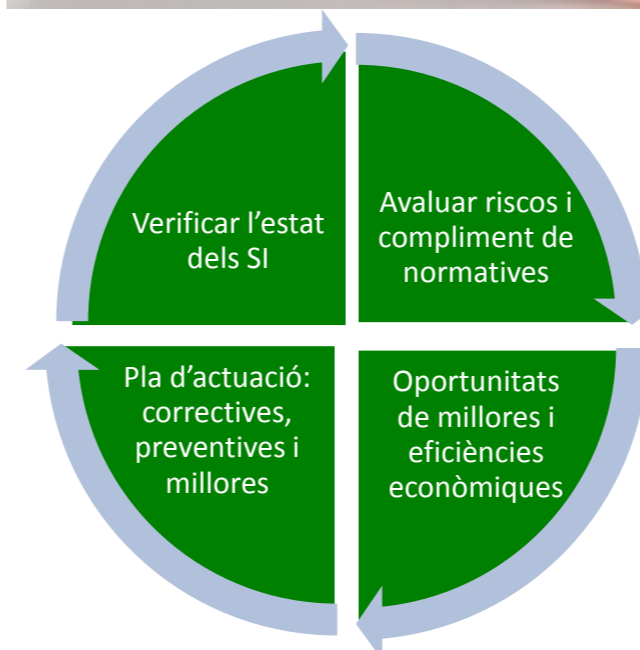 Verificar l’estat
dels SI
Avaluar riscos i
compliment de
normatives
Pla d’actuació:
correctives,
preventives i
millores
Oportunitats
de millores i
eficiències
econòmiques